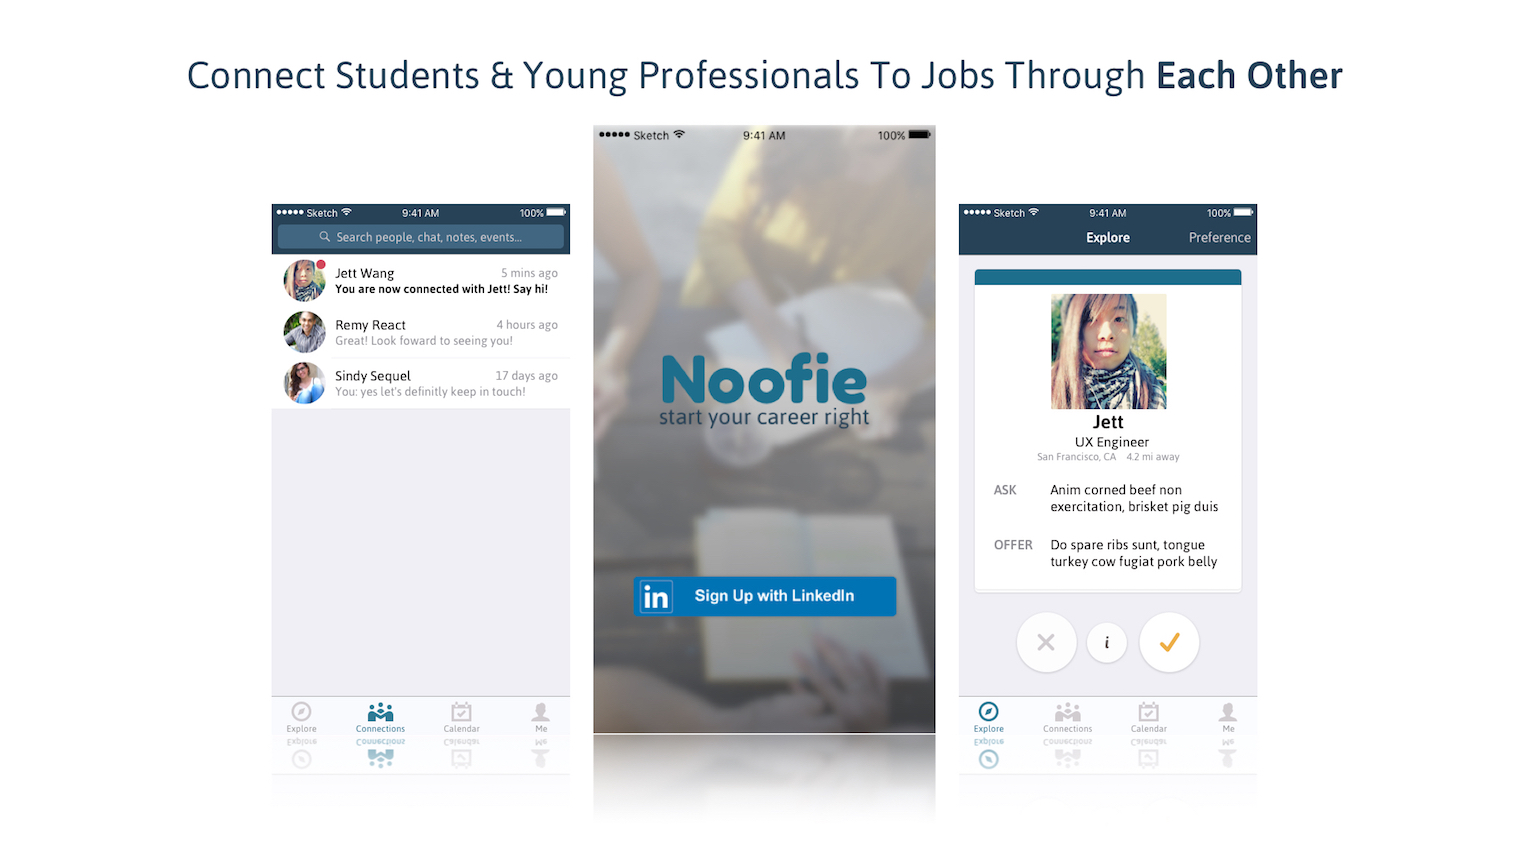 Connect Students & Young Professionals To Jobs Through Each Other
Sketch 9:41 AM 100%
Search people, chat, notes, events...
Jett Wang 5 mins ago
You are now connected with Jett! Say hi!
Remy React 4 hours ago
Great! Look foward to seeing you!
Sindy Sequel 17 days ago
You: yes let's definitly keep in touch!
Explore Connections Calendar Me
Sketch 9:41 AM 100%
Noofie
start your career right
in Sign Up with LinkedIn
Sketch 9:41 AM 100%
Explore Preference
Jett
UX Engineer
San Francisco, CA 4.2 mi away
ASK Anim corned beef non
exercitation, brisket pig duis
OFFER Do spare ribs sunt, tongue
turkey cow fugiat pork belly
i
Explore Connections Calendar Me